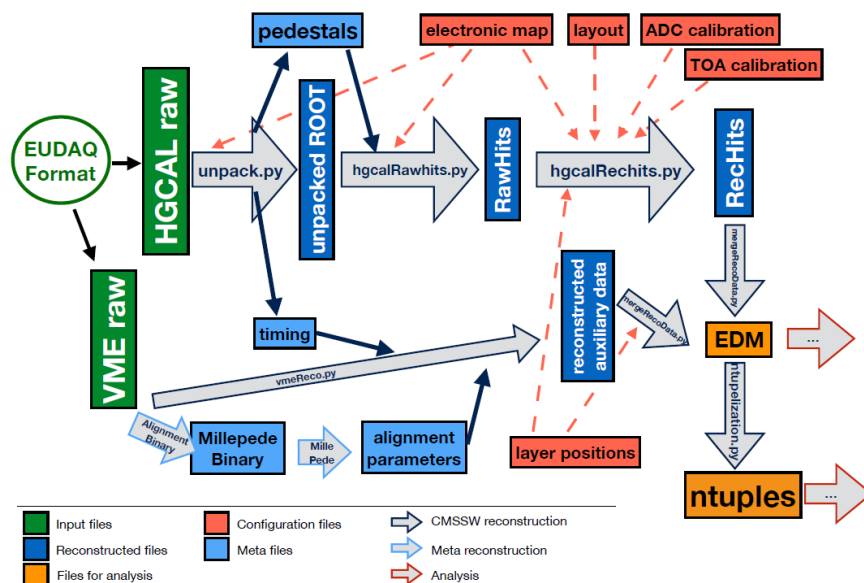 pedestals
electronic map
layout
ADC calibration
TOA calibration
EUDAQ
Format
HGCAL raw
unpack.py
unpacked ROOT
hgcalRawhits.py
RawHits
hgcalRechits.py
RecHits
mergeRecoData.py
VME raw
timing
vmeReco.py
reconstructed
auxiliary data
mergeRecoData.py
EDM
...
Alignment
Binary
Millepede
Binary
Mille
Pede
alignment
parameters
layer positions
ntupelization.py
ntuples
...
Input files
Configuration files
CMSSW reconstruction
Reconstructed files
Meta files
Meta reconstruction
Files for analysis
Analysis